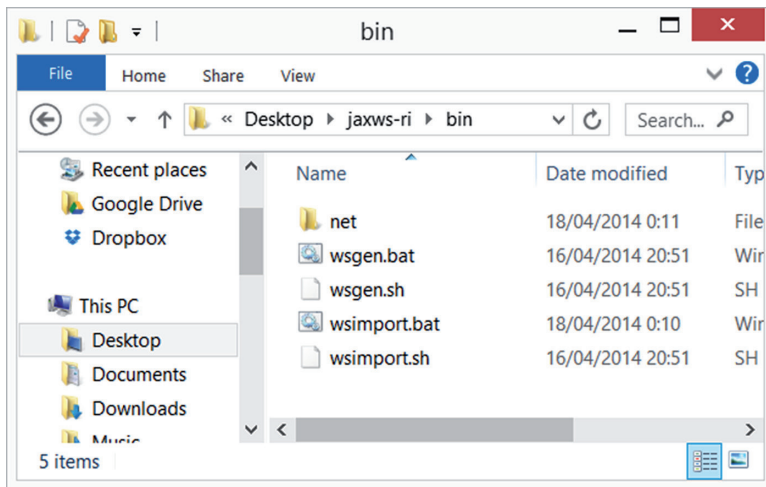 bin
File Home Share View
« Desktop jaxws-ri bin Search...
Recent places
Google Drive
Dropbox
This PC
Desktop
Documents
Downloads
Music
Name Date modified Typ
net 18/04/2014 0:11 File
wsgen.bat 16/04/2014 20:51 Wir
wsgen.sh 16/04/2014 20:51 SH
wsimport.bat 18/04/2014 0:10 Wir
wsimport.sh 16/04/2014 20:51 SH
5 items